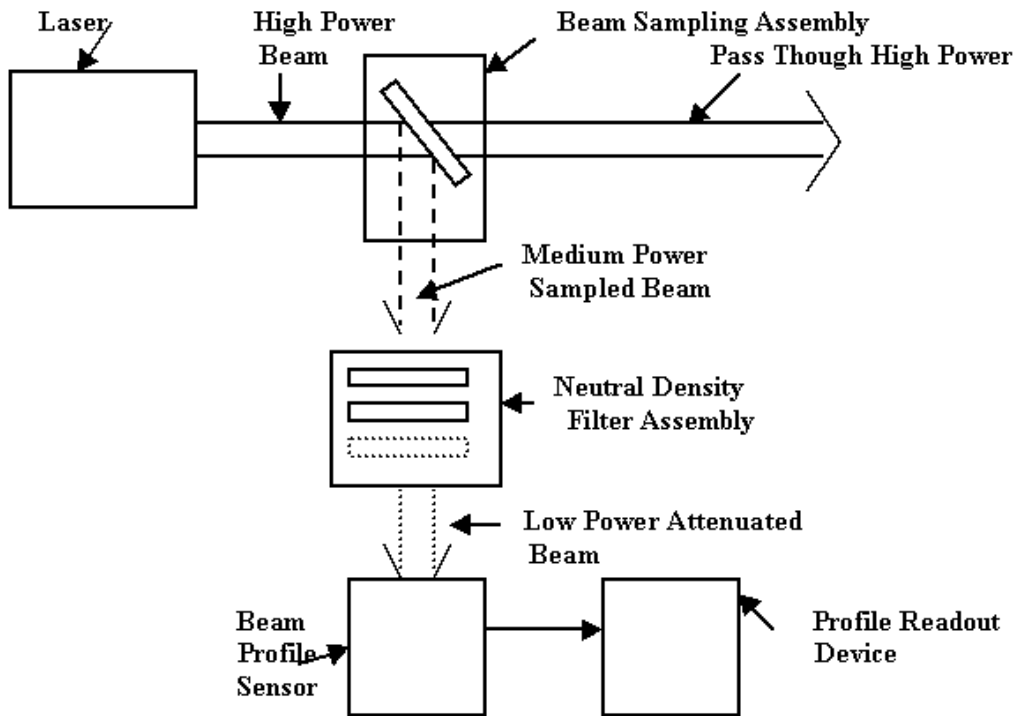 Laser
High Power
Beam
Beam Sampling Assembly
Pass Though High Power
Medium Power
Sampled Beam
Neutral Density
Filter Assembly
Low Power Attenuated
Beam
Beam
Profile
Sensor
Profile Readout
Device